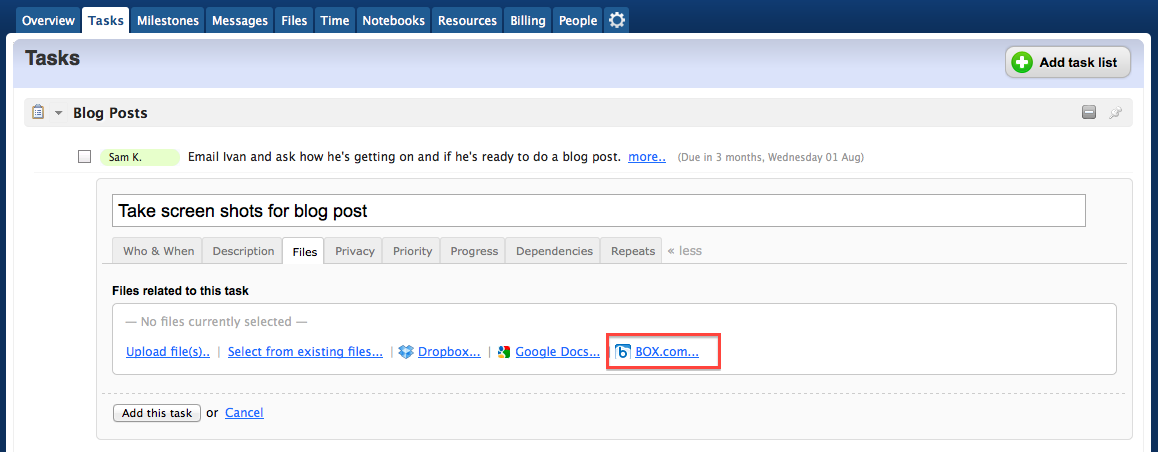 Overview Tasks Milestones Messages Files Time Notebooks Resources Billing People
Tasks
Add task list
Blog Posts
Sam K. Email Ivan and ask how he's getting on and if he's ready to do a blog post. more.. (Due in 3 months, Wednesday 01 Aug)
Take screen shots for blog post
Who & When Description Files Privacy Priority Progress Dependencies Repeats « less
Files related to this task
— No files currently selected —
Upload file(s).. | Select from existing files... | Dropbox... | Google Docs... | BOX.com...
Add this task or Cancel